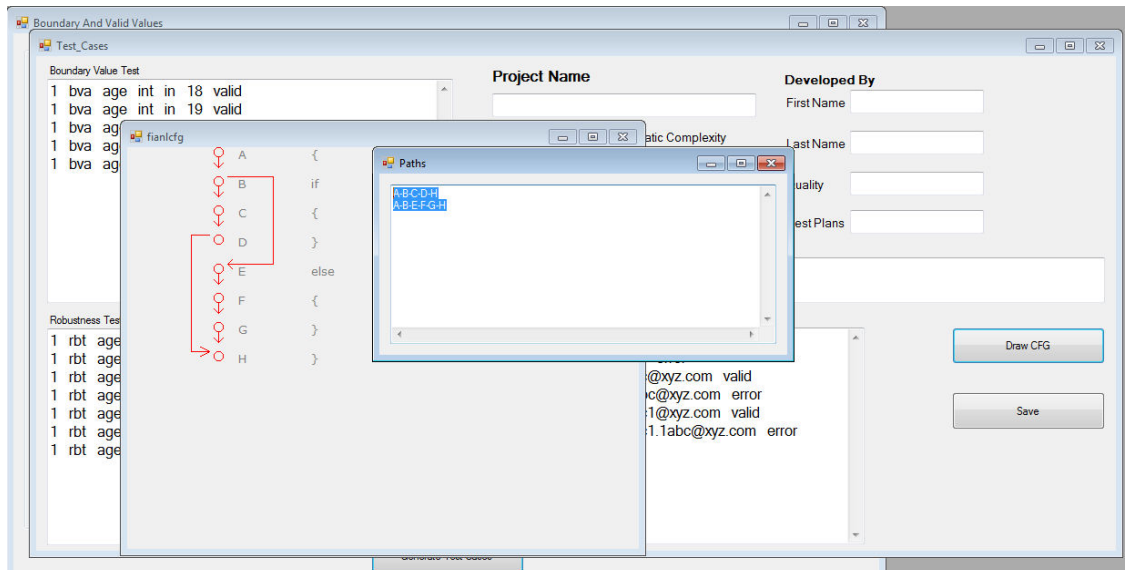 Boundary And Valid Values
Test_Cases
Boundary Value Test
1 bva age int in 18 valid
1 bva age int in 19 valid
1 bva ag
1 bva ag
1 bva ag
Project Name
Developed By
First Name
Last Name
uality
est Plans
atic Complexity
fianlcfg
A {
B if
C {
D }
E else
F {
G }
H }
Paths
A-B-C-D-H
A-B-E-F-G-H
Robustness Tes
1 rbt age
1 rbt age
1 rbt age
1 rbt age
1 rbt age
1 rbt age
1 rbt age
@xyz.com valid
c@xyz.com error
1@xyz.com valid
1.1abc@xyz.com error
Draw CFG
Save